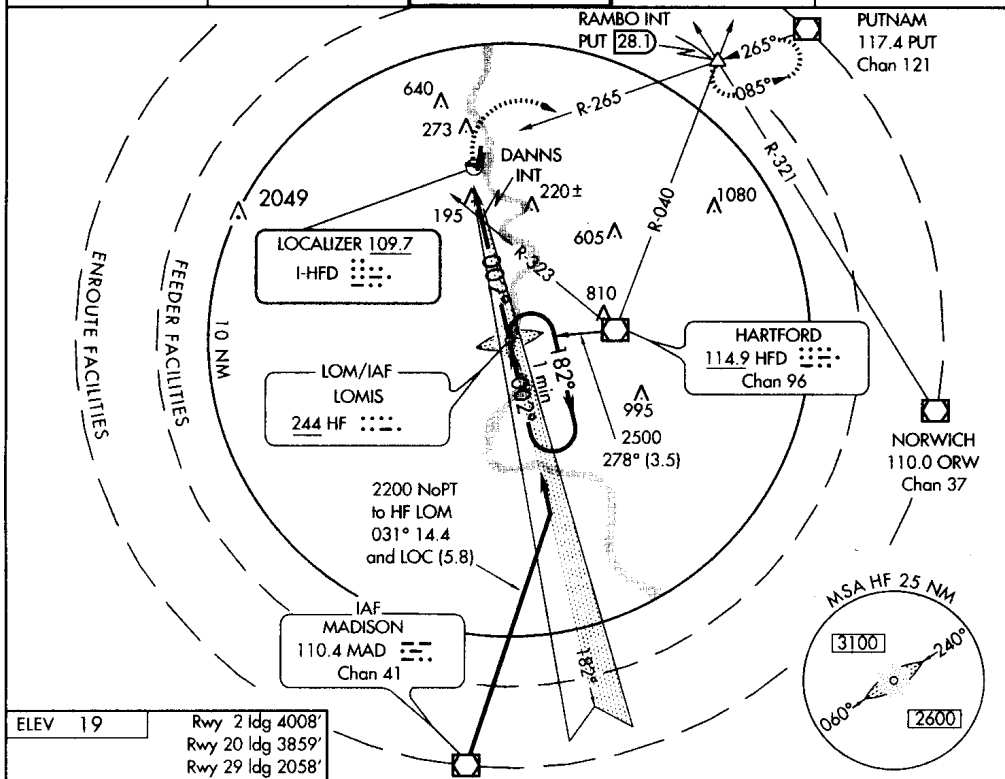 RAMBO INT
PUT 28.1
PUTNAM
117.4 PUT
Chan 121
265°
085°
R-265
R-321
R-040
640
273
DANNS
INT
220±
1080
2049
195
605
R-323
LOCALIZER 109.7
I-HFD
ENROUTE FACILITIES
FEEDER FACILITIES
10 NM
002°
810
HARTFORD
114.9 HFD
Chan 96
LOM/IAF
LOMIS
244 HF
182°
1 min
002°
995
2500
278° (3.5)
NORWICH
110.0 ORW
Chan 37
2200 NoPT
to HF LOM
031° 14.4
and LOC (5.8)
IAF
MADISON
110.4 MAD
Chan 41
182°
MSA HF 25 NM
3100
240°
060°
2600
ELEV 19
Rwy 2 ldg 4008'
Rwy 20 ldg 3859'
Rwy 29 ldg 2058'